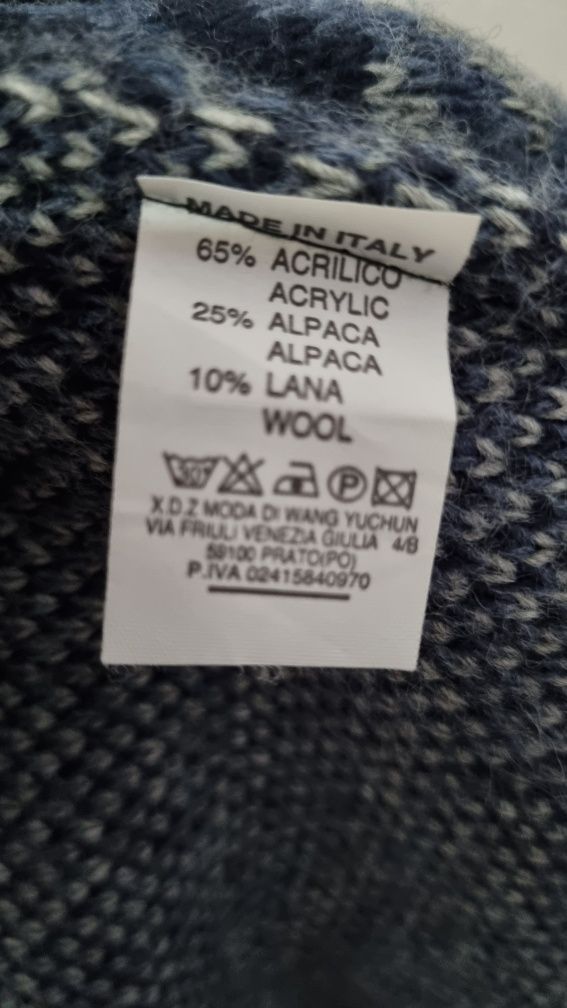 MADE IN ITALY
65% ACRILICO
ACRYLIC
25% ALPACA
ALPACA
10% LANA
WOOL
30° P
X.D.Z MODA DI WANG YUCHUN
VIA FRIULI VENEZIA GIULIA 4/B
59100 PRATO(PO)
P.IVA 02415840970